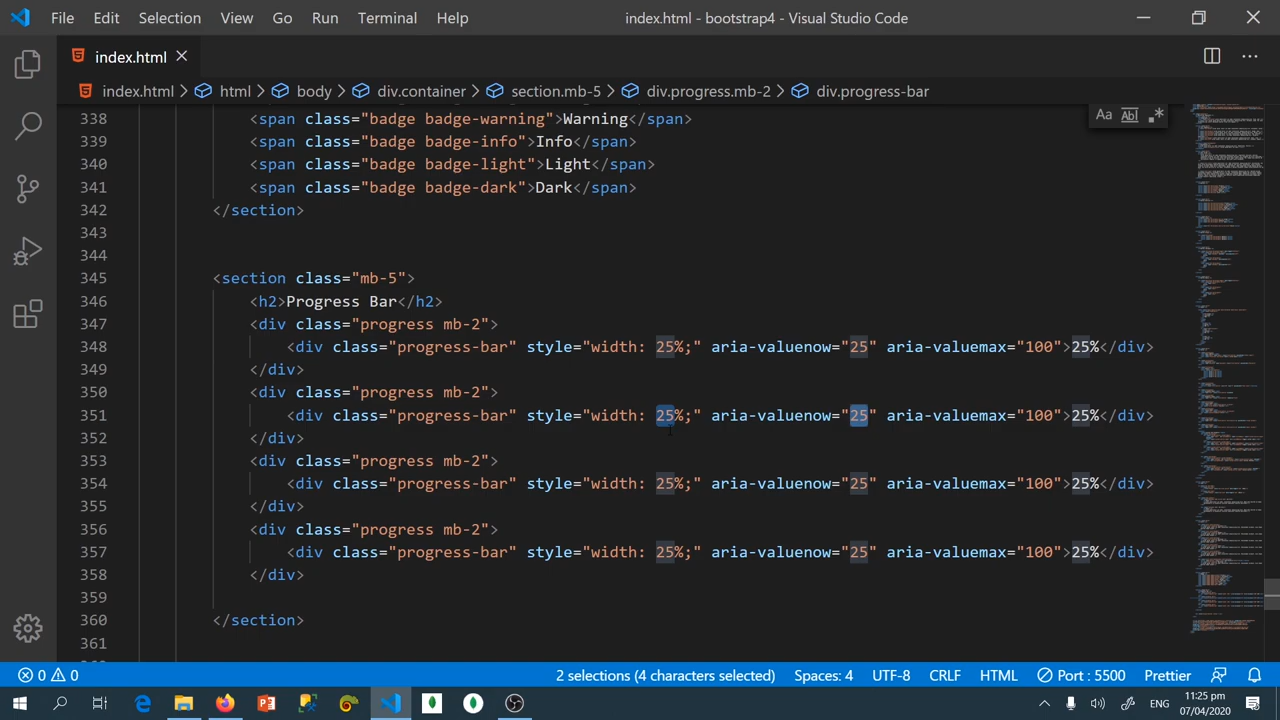 File Edit Selection View Go Run Terminal Help index.html - bootstrap4 - Visual Studio Code
index.html
index.html html body div.container section.mb-5 div.progress.mb-2 div.progress-bar
338 <span class="badge badge-warning">Warning</span>
339 <span class="badge badge-info">Info</span>
340 <span class="badge badge-light">Light</span>
341 <span class="badge badge-dark">Dark</span>
342 </section>
343
344
345 <section class="mb-5">
346 <h2>Progress Bar</h2>
347 <div class="progress mb-2">
348 <div class="progress-bar" style="width: 25%;" aria-valuenow="25" aria-valuemax="100">25%</div>
349 </div>
350 <div class="progress mb-2">
351 <div class="progress-bar" style="width: 25%;" aria-valuenow="25" aria-valuemax="100">25%</div>
352 </div>
353 <div class="progress mb-2">
354 <div class="progress-bar" style="width: 25%;" aria-valuenow="25" aria-valuemax="100">25%</div>
355 </div>
356 <div class="progress mb-2">
357 <div class="progress-bar" style="width: 25%;" aria-valuenow="25" aria-valuemax="100">25%</div>
358 </div>
359
360 </section>
361
0 0 2 selections (4 characters selected) Spaces: 4 UTF-8 CRLF HTML Port : 5500 Prettier
ENG 11:25 pm
07/04/2020